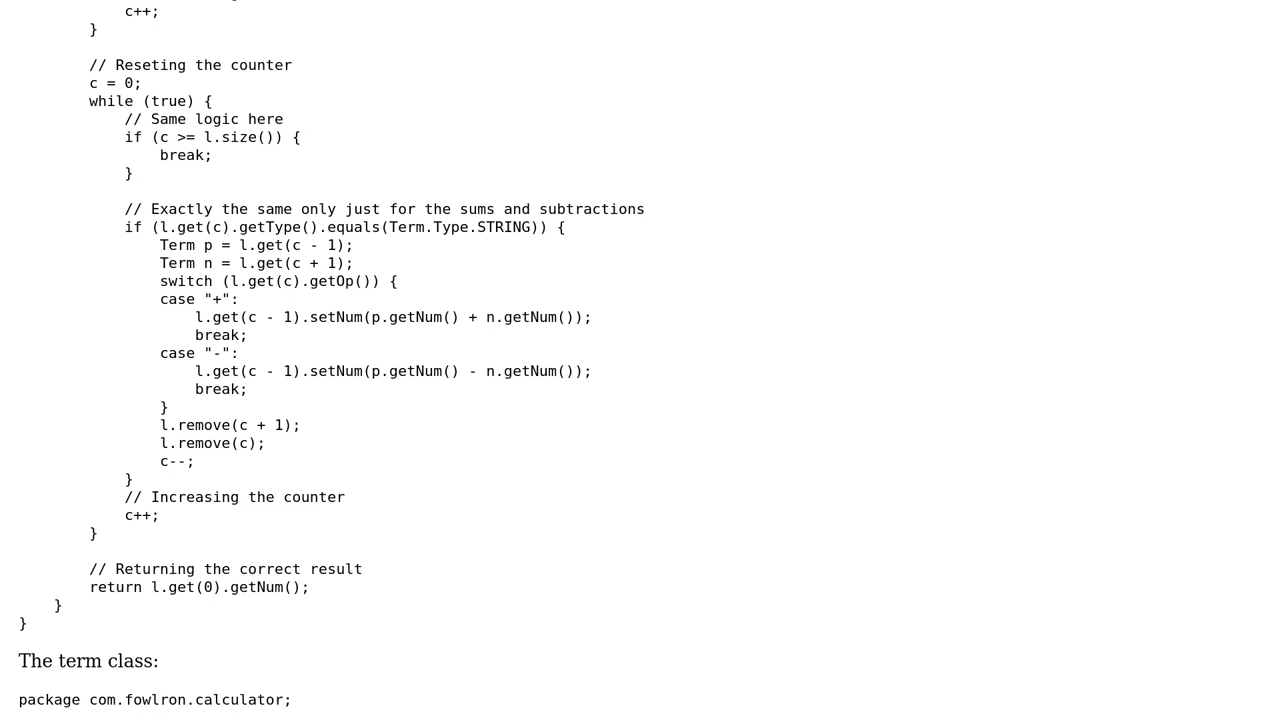 c++;
}
// Reseting the counter
c = 0;
while (true) {
// Same logic here
if (c >= l.size()) {
break;
}
// Exactly the same only just for the sums and subtractions
if (l.get(c).getType().equals(Term.Type.STRING)) {
Term p = l.get(c - 1);
Term n = l.get(c + 1);
switch (l.get(c).getOp()) {
case "+":
l.get(c - 1).setNum(p.getNum() + n.getNum());
break;
case "-":
l.get(c - 1).setNum(p.getNum() - n.getNum());
break;
}
l.remove(c + 1);
l.remove(c);
c--;
}
// Increasing the counter
c++;
}
// Returning the correct result
return l.get(0).getNum();
}
}
The term class:
package com.fowlron.calculator;